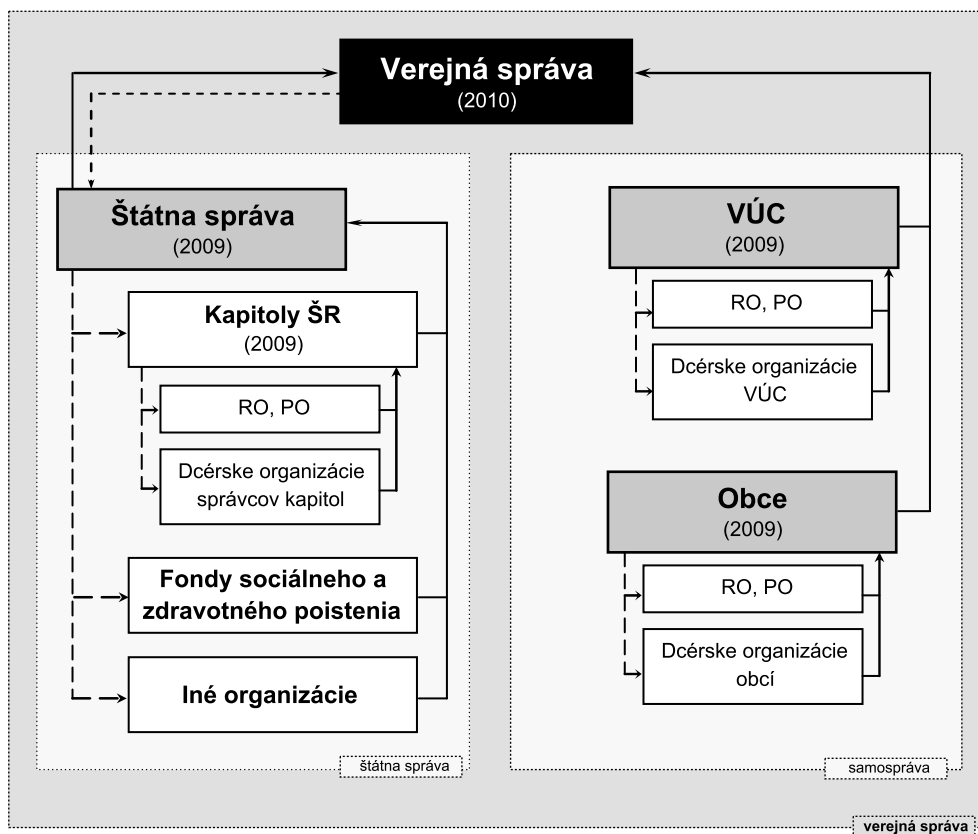 Verejná správa
(2010)
Štátna správa
(2009)
Kapitoly ŠR
(2009)
RO, PO
Dcérske organizácie
správcov kapitol
Fondy sociálneho a
zdravotného poistenia
Iné organizácie
štátna správa
VÚC
(2009)
RO, PO
Dcérske organizácie
VÚC
Obce
(2009)
RO, PO
Dcérske organizácie
obcí
samospráva
verejná správa